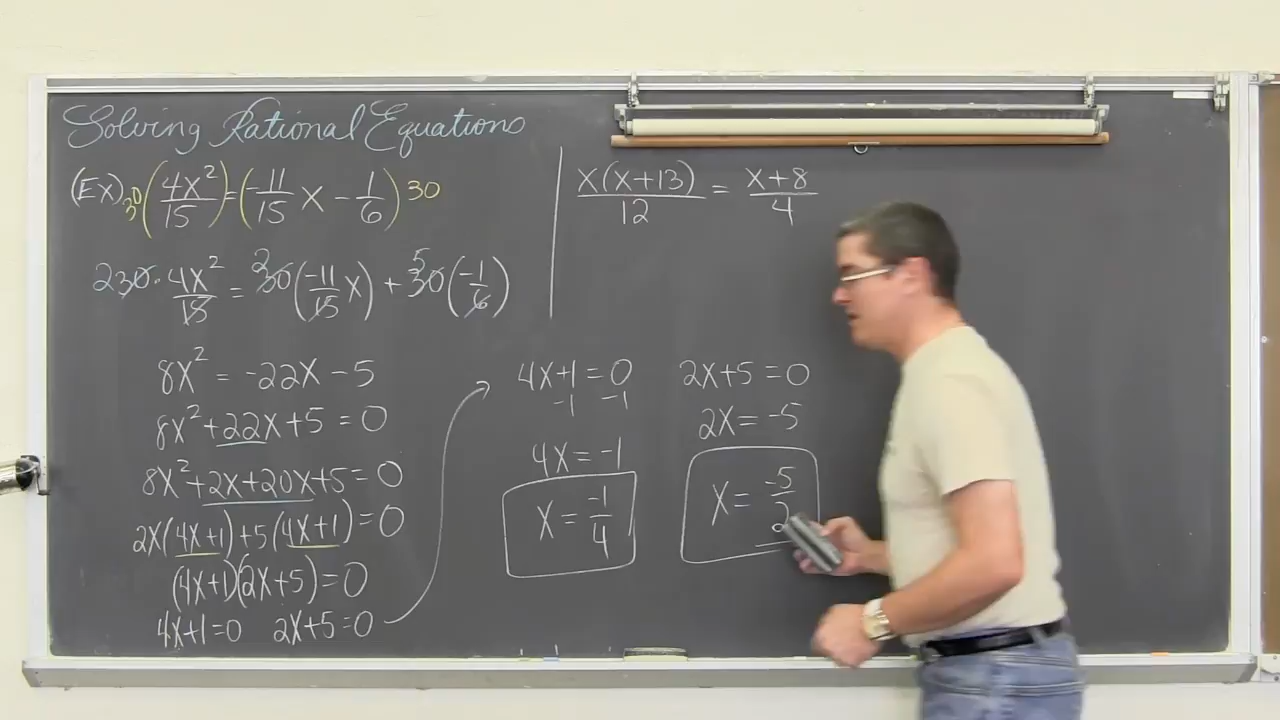 Solving Rational Equations
(Ex) 30(4x²/15) = (-11/15 x - 1/6)30
2 30 · 4x²/15 = 2 30(-11/15 x) + 5 30(-1/6)
8x² = -22x - 5
8x² + 22x + 5 = 0
8x² + 2x + 20x + 5 = 0
2x(4x+1) + 5(4x+1) = 0
(4x+1)(2x+5) = 0
4x+1=0 2x+5=0
x(x+13)/12 = x+8/4
4x+1 = 0
-1 -1
4x = -1
x = -1/4
2x+5 = 0
2x = -5
x = -5/2